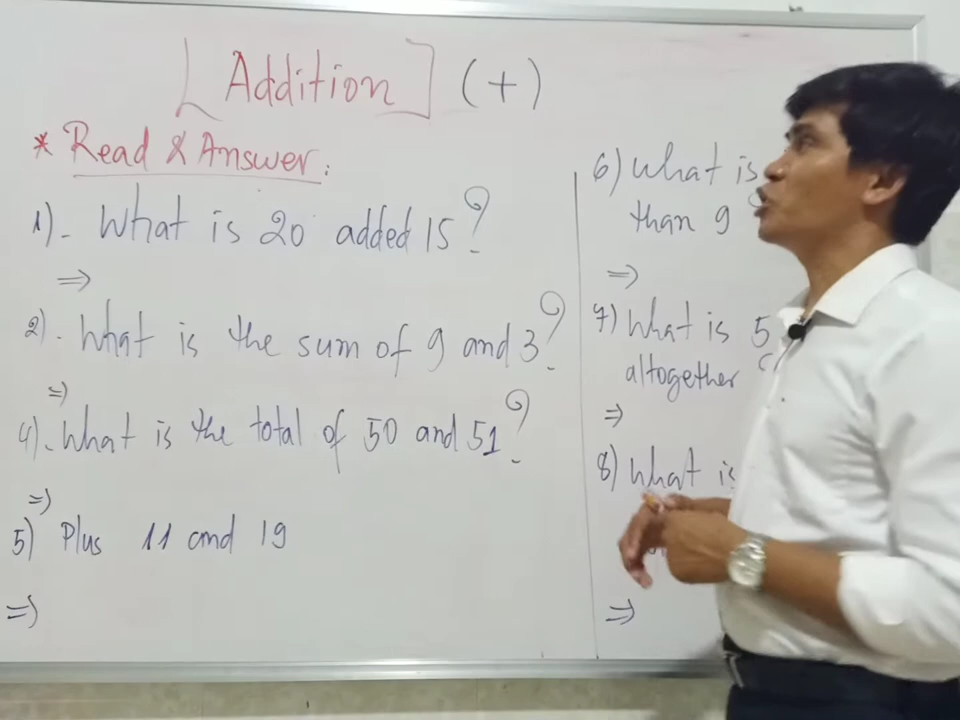 [Addition] (+)
* Read & Answer:
1). What is 20 added 15?
=>
2). What is the sum of 9 and 3?
=>
4). What is the total of 50 and 51?
=>
5) Plus 11 and 19
=>
6) What is
than 9
=>
7) What is 5
altogether
=>
8) What is
=>